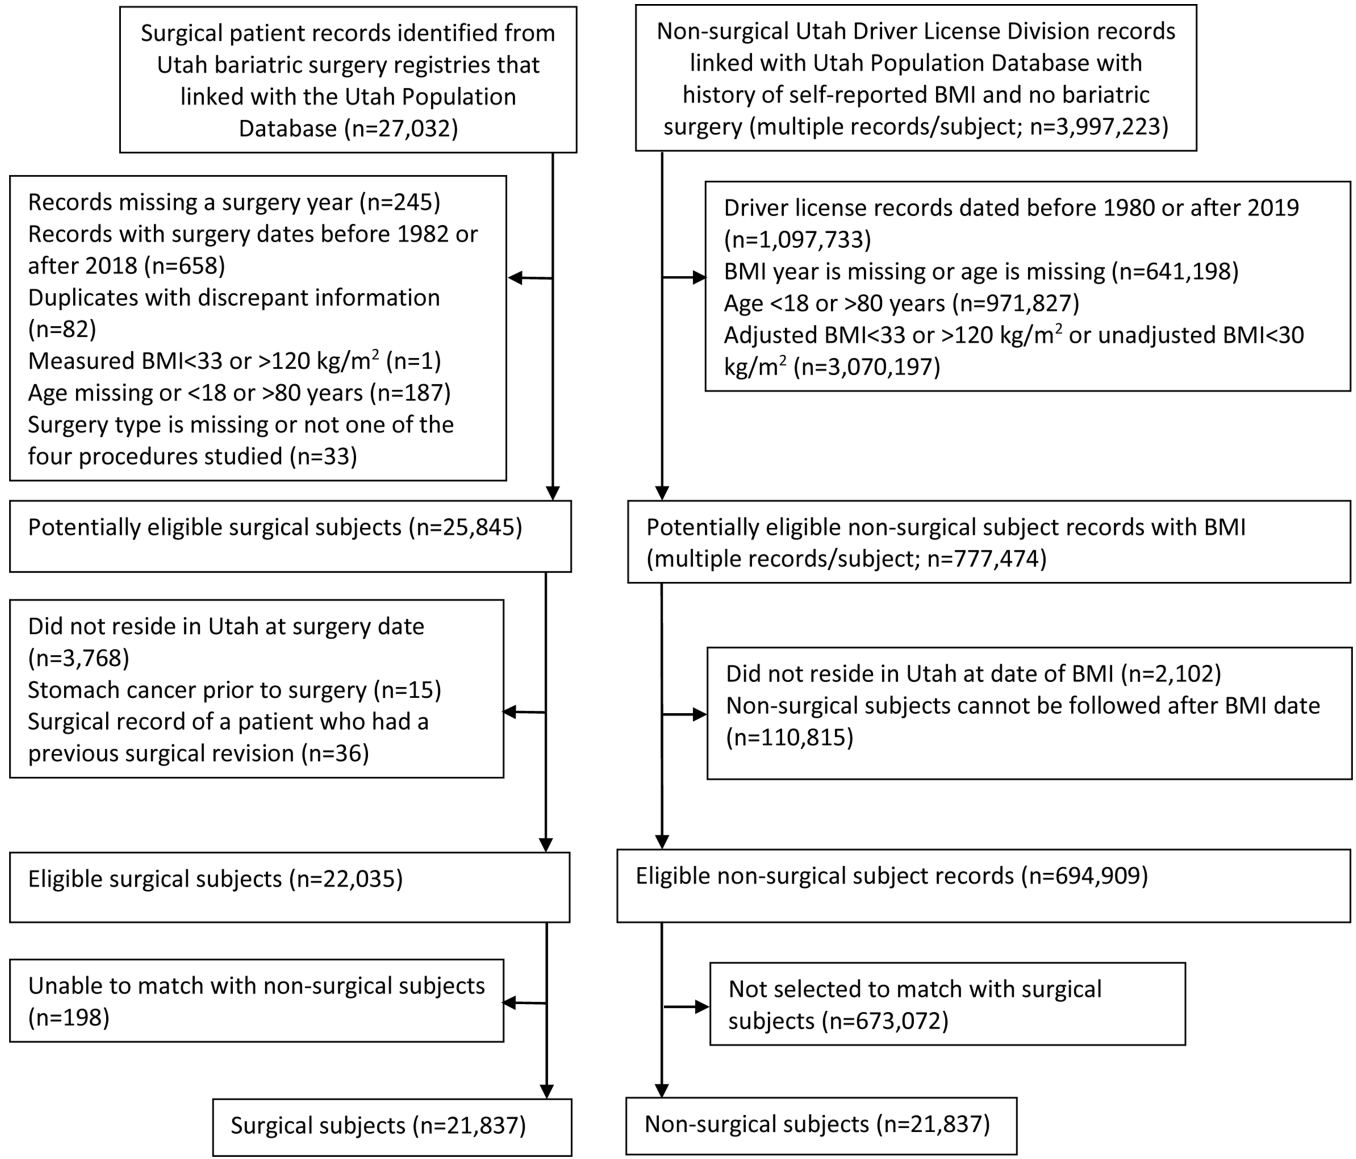 Surgical patient records identified from
Utah bariatric surgery registries that
linked with the Utah Population
Database (n=27,032)
Non-surgical Utah Driver License Division records
linked with Utah Population Database with
history of self-reported BMI and no bariatric
surgery (multiple records/subject; n=3,997,223)
Records missing a surgery year (n=245)
Records with surgery dates before 1982 or
after 2018 (n=658)
Duplicates with discrepant information
(n=82)
Measured BMI<33 or >120 kg/m² (n=1)
Age missing or <18 or >80 years (n=187)
Surgery type is missing or not one of the
four procedures studied (n=33)
Driver license records dated before 1980 or after 2019
(n=1,097,733)
BMI year is missing or age is missing (n=641,198)
Age <18 or >80 years (n=971,827)
Adjusted BMI<33 or >120 kg/m² or unadjusted BMI<30
kg/m² (n=3,070,197)
Potentially eligible surgical subjects (n=25,845)
Potentially eligible non-surgical subject records with BMI
(multiple records/subject; n=777,474)
Did not reside in Utah at surgery date
(n=3,768)
Stomach cancer prior to surgery (n=15)
Surgical record of a patient who had a
previous surgical revision (n=36)
Did not reside in Utah at date of BMI (n=2,102)
Non-surgical subjects cannot be followed after BMI date
(n=110,815)
Eligible surgical subjects (n=22,035)
Eligible non-surgical subject records (n=694,909)
Unable to match with non-surgical subjects
(n=198)
Not selected to match with surgical
subjects (n=673,072)
Surgical subjects (n=21,837)
Non-surgical subjects (n=21,837)